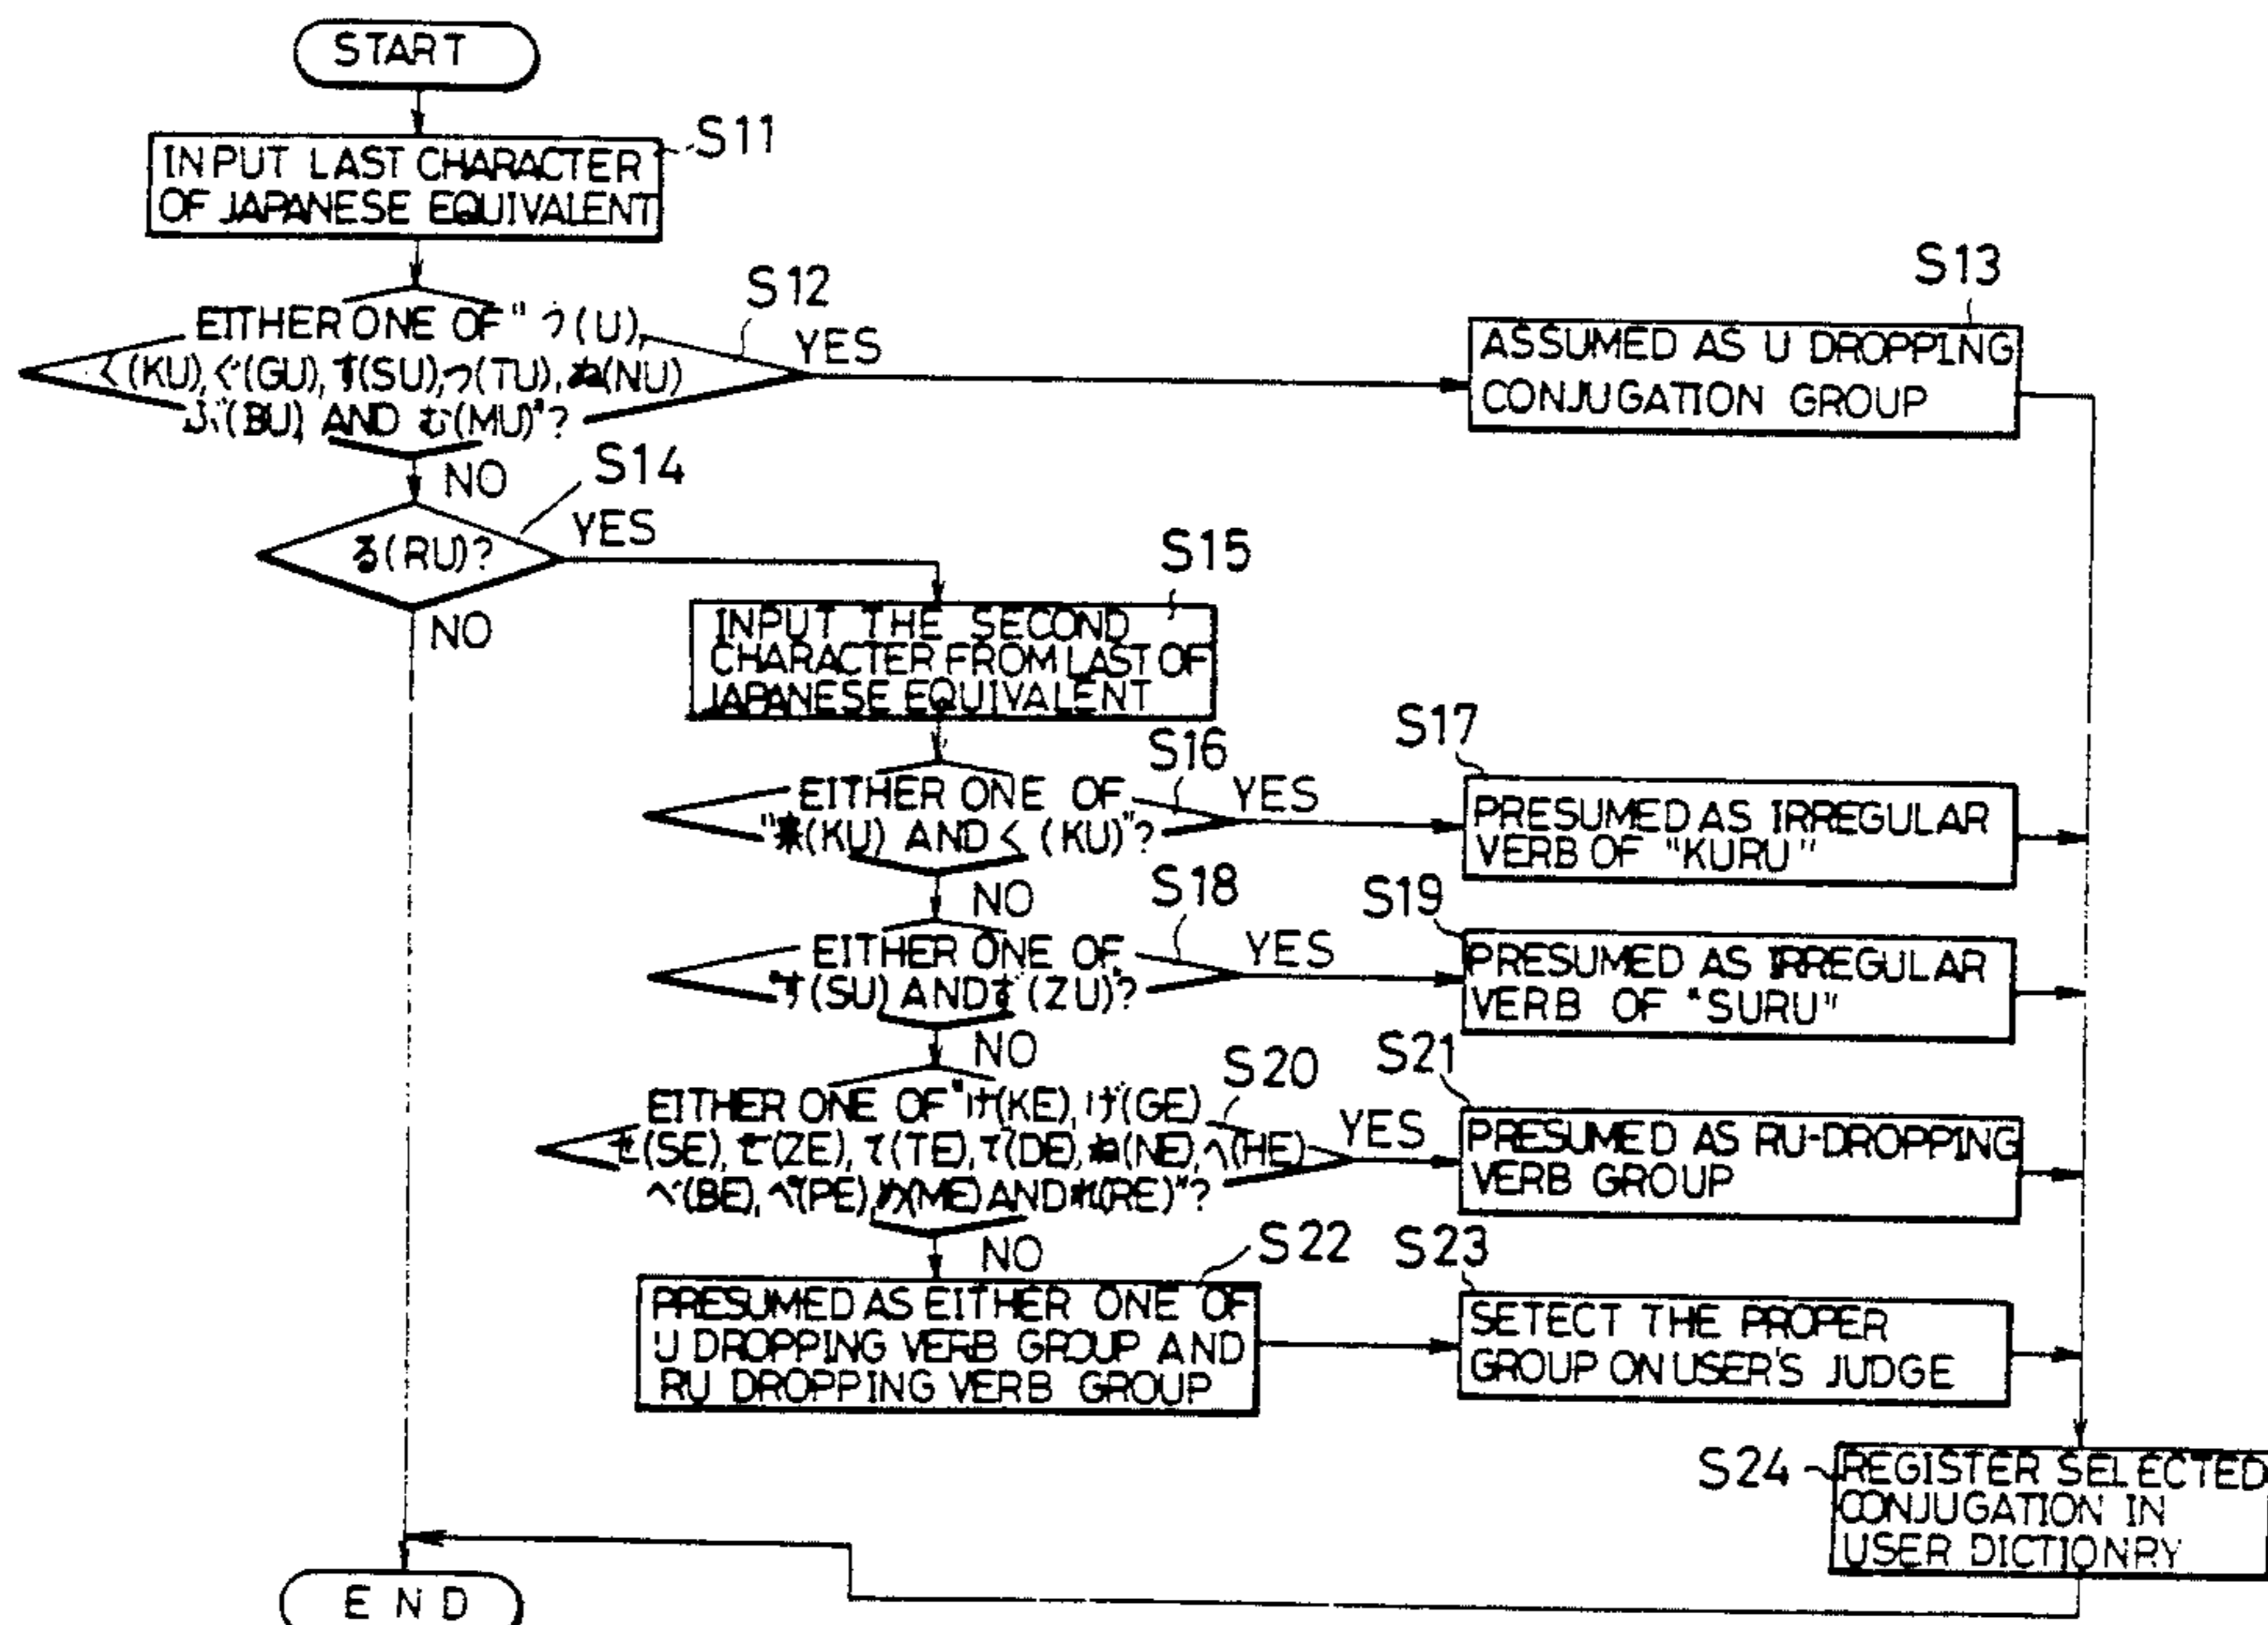 START
S11
INPUT LAST CHARACTER
OF JAPANESE EQUIVALENT
S12
EITHER ONE OF "う(U),
く(KU),ぐ(GU),す(SU),つ(TU),ぬ(NU)
ぶ(BU), AND む(MU)"?
YES
S13
ASSUMED AS U DROPPING
CONJUGATION GROUP
NO
S14
る(RU)?
YES
NO
S15
INPUT THE SECOND
CHARACTER FROM LAST OF
JAPANESE EQUIVALENT
S16
EITHER ONE OF
"来(KU) AND く(KU)"?
YES
S17
PRESUMED AS IRREGULAR
VERB OF "KURU"
NO
S18
EITHER ONE OF
"す(SU) AND ず(ZU)"?
YES
S19
PRESUMED AS IRREGULAR
VERB OF "SURU"
NO
S20
EITHER ONE OF "け(KE), げ(GE)
せ(SE), ぜ(ZE), て(TE), で(DE), ね(NE), へ(HE)
べ(BE), ぺ(PE), め(ME) AND れ(RE)"?
YES
S21
PRESUMED AS RU-DROPPING
VERB GROUP
NO
S22
PRESUMED AS EITHER ONE OF
U DROPPING VERB GROUP AND
RU DROPPING VERB GROUP
S23
SETECT THE PROPER
GROUP ON USER'S JUDGE
S24
REGISTER SELECTED
CONJUGATION IN
USER DICTIONRY
END